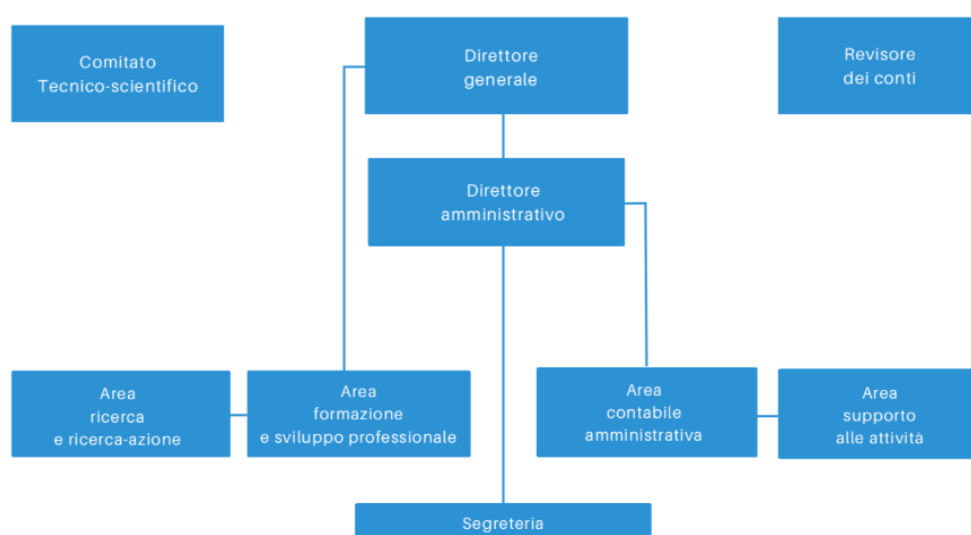 Comitato
Tecnico-scientifico
Direttore
generale
Revisore
dei conti
Direttore
amministrativo
Area
ricerca
e ricerca-azione
Area
formazione
e sviluppo professionale
Area
contabile
amministrativa
Area
supporto
alle attività
Segreteria